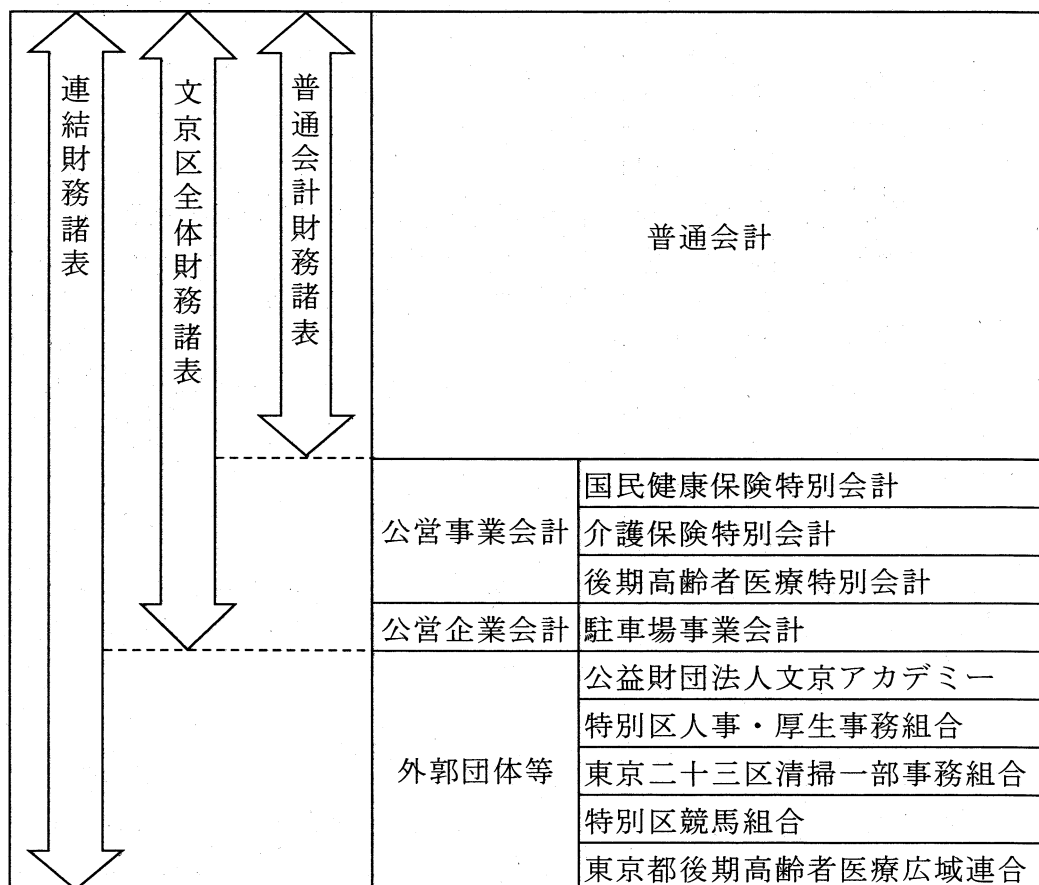 連結財務諸表
文京区全体財務諸表
普通会計財務諸表
普通会計
公営事業会計
国民健康保険特別会計
介護保険特別会計
後期高齢者医療特別会計
公営企業会計
駐車場事業会計
外郭団体等
公益財団法人文京アカデミー
特別区人事・厚生事務組合
東京二十三区清掃一部事務組合
特別区競馬組合
東京都後期高齢者医療広域連合